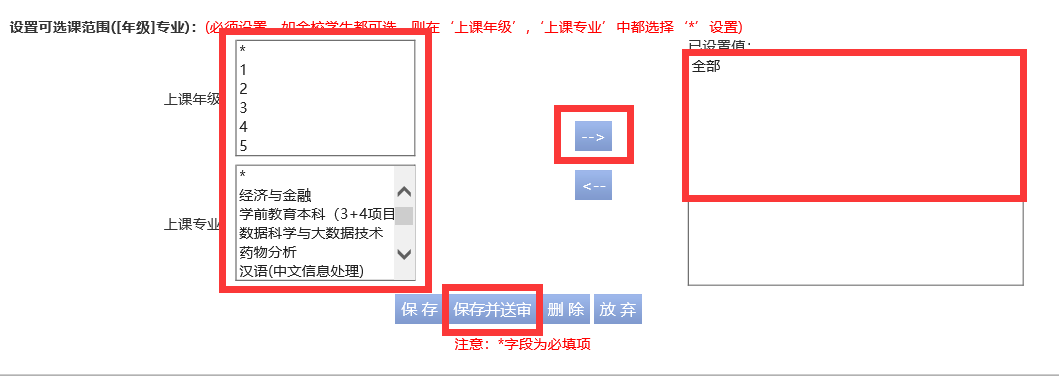 设置可选课范围([年级]专业)：(必须设置，如全校学生都可选，则在‘上课年级’,‘上课专业’中都选择‘*’设置)
已设置值：
*
1
2
3
4
5
上课年级
全部
-->
<--
*
经济与金融
学前教育本科（3+4项目
数据科学与大数据技术
药物分析
汉语(中文信息处理)
上课专业
保 存
保存并送审
删 除
放 弃
注意：*字段为必填项